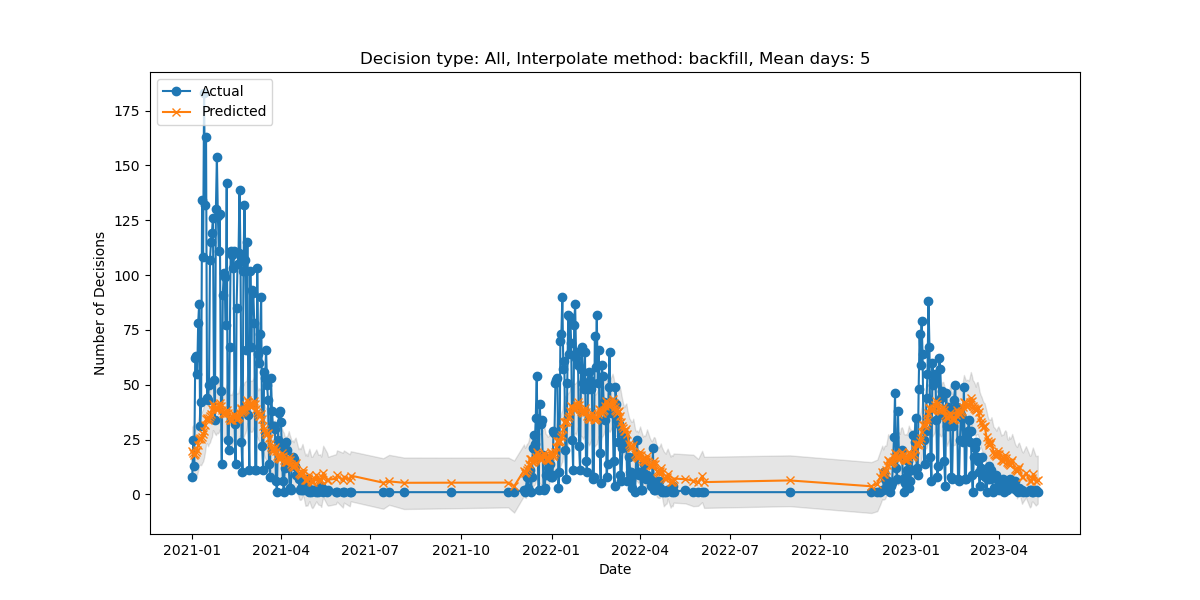 Decision type: All, Interpolate method: backfill, Mean days: 5
Actual
Predicted
175
150
125
100
75
50
25
0
Number of Decisions
2021-01 2021-04 2021-07 2021-10 2022-01 2022-04 2022-07 2022-10 2023-01 2023-04
Date